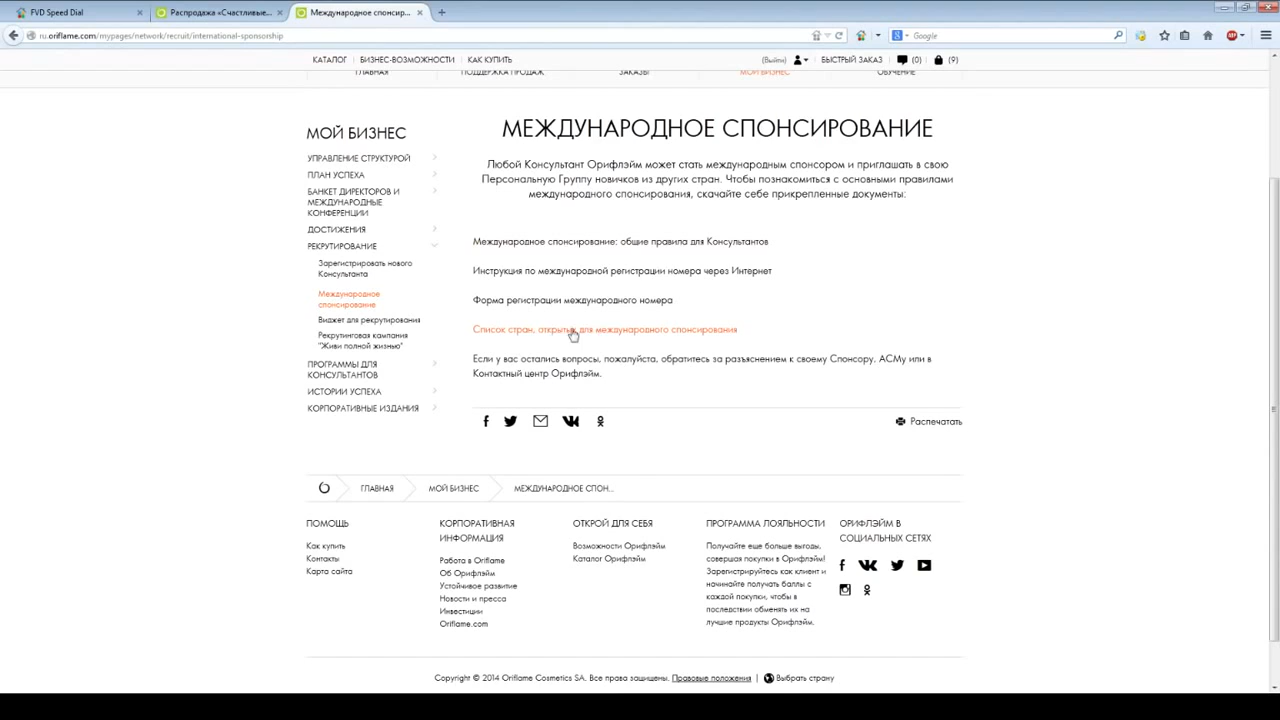 FVD Speed Dial
Распродажа «Счастливые...
Международное спонсир...
ru.oriflame.com/mypages/network/recruit/international-sponsorship
Google
КАТАЛОГ БИЗНЕС-ВОЗМОЖНОСТИ КАК КУПИТЬ
(Выйти) БЫСТРЫЙ ЗАКАЗ (0) (9)
ГЛАВНАЯ ПОДДЕРЖКА ПРОДАЖ ЗАКАЗЫ МОЙ БИЗНЕС ОБУЧЕНИЕ
МОЙ БИЗНЕС
УПРАВЛЕНИЕ СТРУКТУРОЙ
ПЛАН УСПЕХА
БАНКЕТ ДИРЕКТОРОВ И
МЕЖДУНАРОДНЫЕ
КОНФЕРЕНЦИИ
ДОСТИЖЕНИЯ
РЕКРУТИРОВАНИЕ
Зарегистрировать нового
Консультанта
Международное
спонсирование
Виджет для рекрутирования
Рекрутинговая кампания
"Живи полной жизнью"
ПРОГРАММЫ ДЛЯ
КОНСУЛЬТАНТОВ
ИСТОРИИ УСПЕХА
КОРПОРАТИВНЫЕ ИЗДАНИЯ
МЕЖДУНАРОДНОЕ СПОНСИРОВАНИЕ
Любой Консультант Орифлэйм может стать международным спонсором и приглашать в свою
Персональную Группу новичков из других стран. Чтобы познакомиться с основными правилами
международного спонсирования, скачайте себе прикрепленные документы:
Международное спонсирование: общие правила для Консультантов
Инструкция по международной регистрации номера через Интернет
Форма регистрации международного номера
Список стран, открытых для международного спонсирования
Если у вас остались вопросы, пожалуйста, обратитесь за разъяснением к своему Спонсору, АСМу или в
Контактный центр Орифлэйм.
Распечатать
ГЛАВНАЯ МОЙ БИЗНЕС МЕЖДУНАРОДНОЕ СПОН...
ПОМОЩЬ
Как купить
Контакты
Карта сайта
КОРПОРАТИВНАЯ
ИНФОРМАЦИЯ
Работа в Oriflame
Об Орифлэйм
Устойчивое развитие
Новости и пресса
Инвестиции
Oriflame.com
ОТКРОЙ ДЛЯ СЕБЯ
Возможности Орифлэйм
Каталог Орифлэйм
ПРОГРАММА ЛОЯЛЬНОСТИ
Получайте еще больше выгоды,
совершая покупки в Орифлэйм!
Зарегистрируйтесь как клиент и
начинайте получать баллы с
каждой покупки, чтобы в
последствии обменять их на
лучшие продукты Орифлэйм.
ОРИФЛЭЙМ В
СОЦИАЛЬНЫХ СЕТЯХ
Copyright © 2014 Oriflame Cosmetics SA. Все права защищены. Правовые положения | Выбрать страну